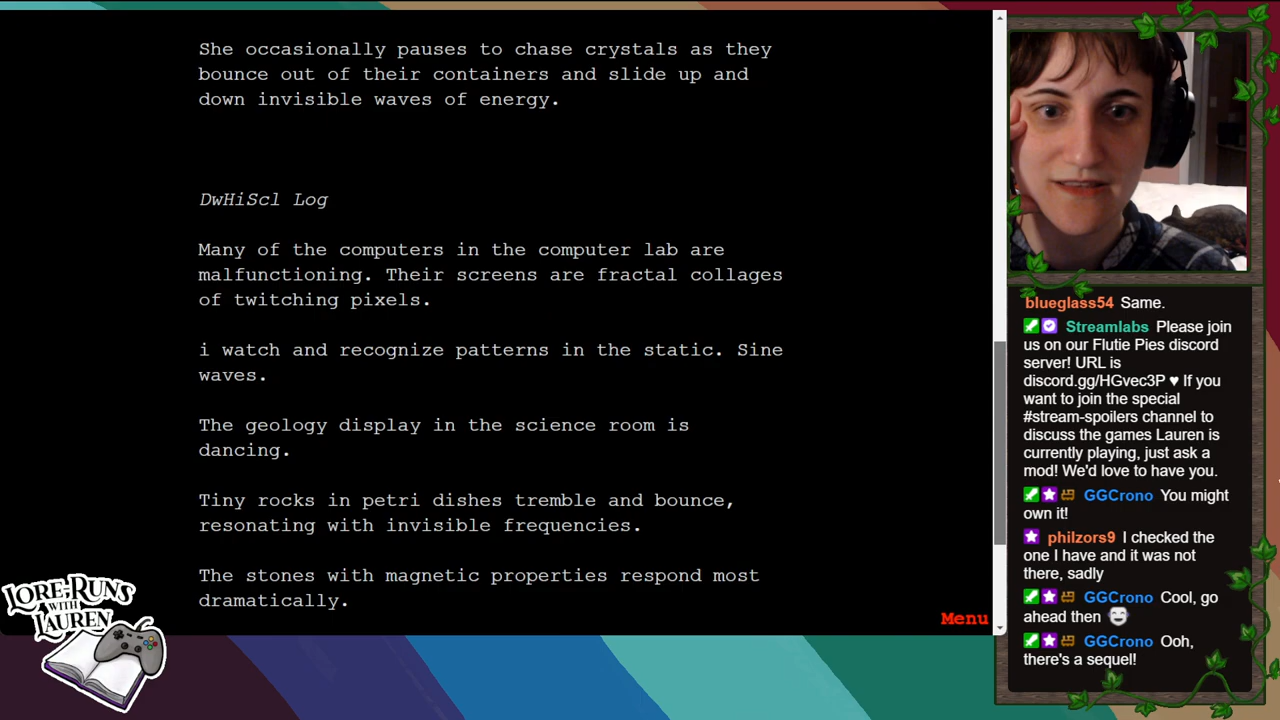 She occasionally pauses to chase crystals as they
bounce out of their containers and slide up and
down invisible waves of energy.
DwHiScl Log
Many of the computers in the computer lab are
malfunctioning. Their screens are fractal collages
of twitching pixels.
i watch and recognize patterns in the static. Sine
waves.
The geology display in the science room is
dancing.
Tiny rocks in petri dishes tremble and bounce,
resonating with invisible frequencies.
The stones with magnetic properties respond most
dramatically.
Menu
LORE-RUNS
WITH
LAUREN
blueglass54 Same.
Streamlabs Please join
us on our Flutie Pies discord
server! URL is
discord.gg/HGvec3P ♥ If you
want to join the special
#stream-spoilers channel to
discuss the games Lauren is
currently playing, just ask a
mod! We'd love to have you.
GGCrono You might
own it!
philzors9 I checked the
one I have and it was not
there, sadly
GGCrono Cool, go
ahead then
GGCrono Ooh,
there's a sequel!